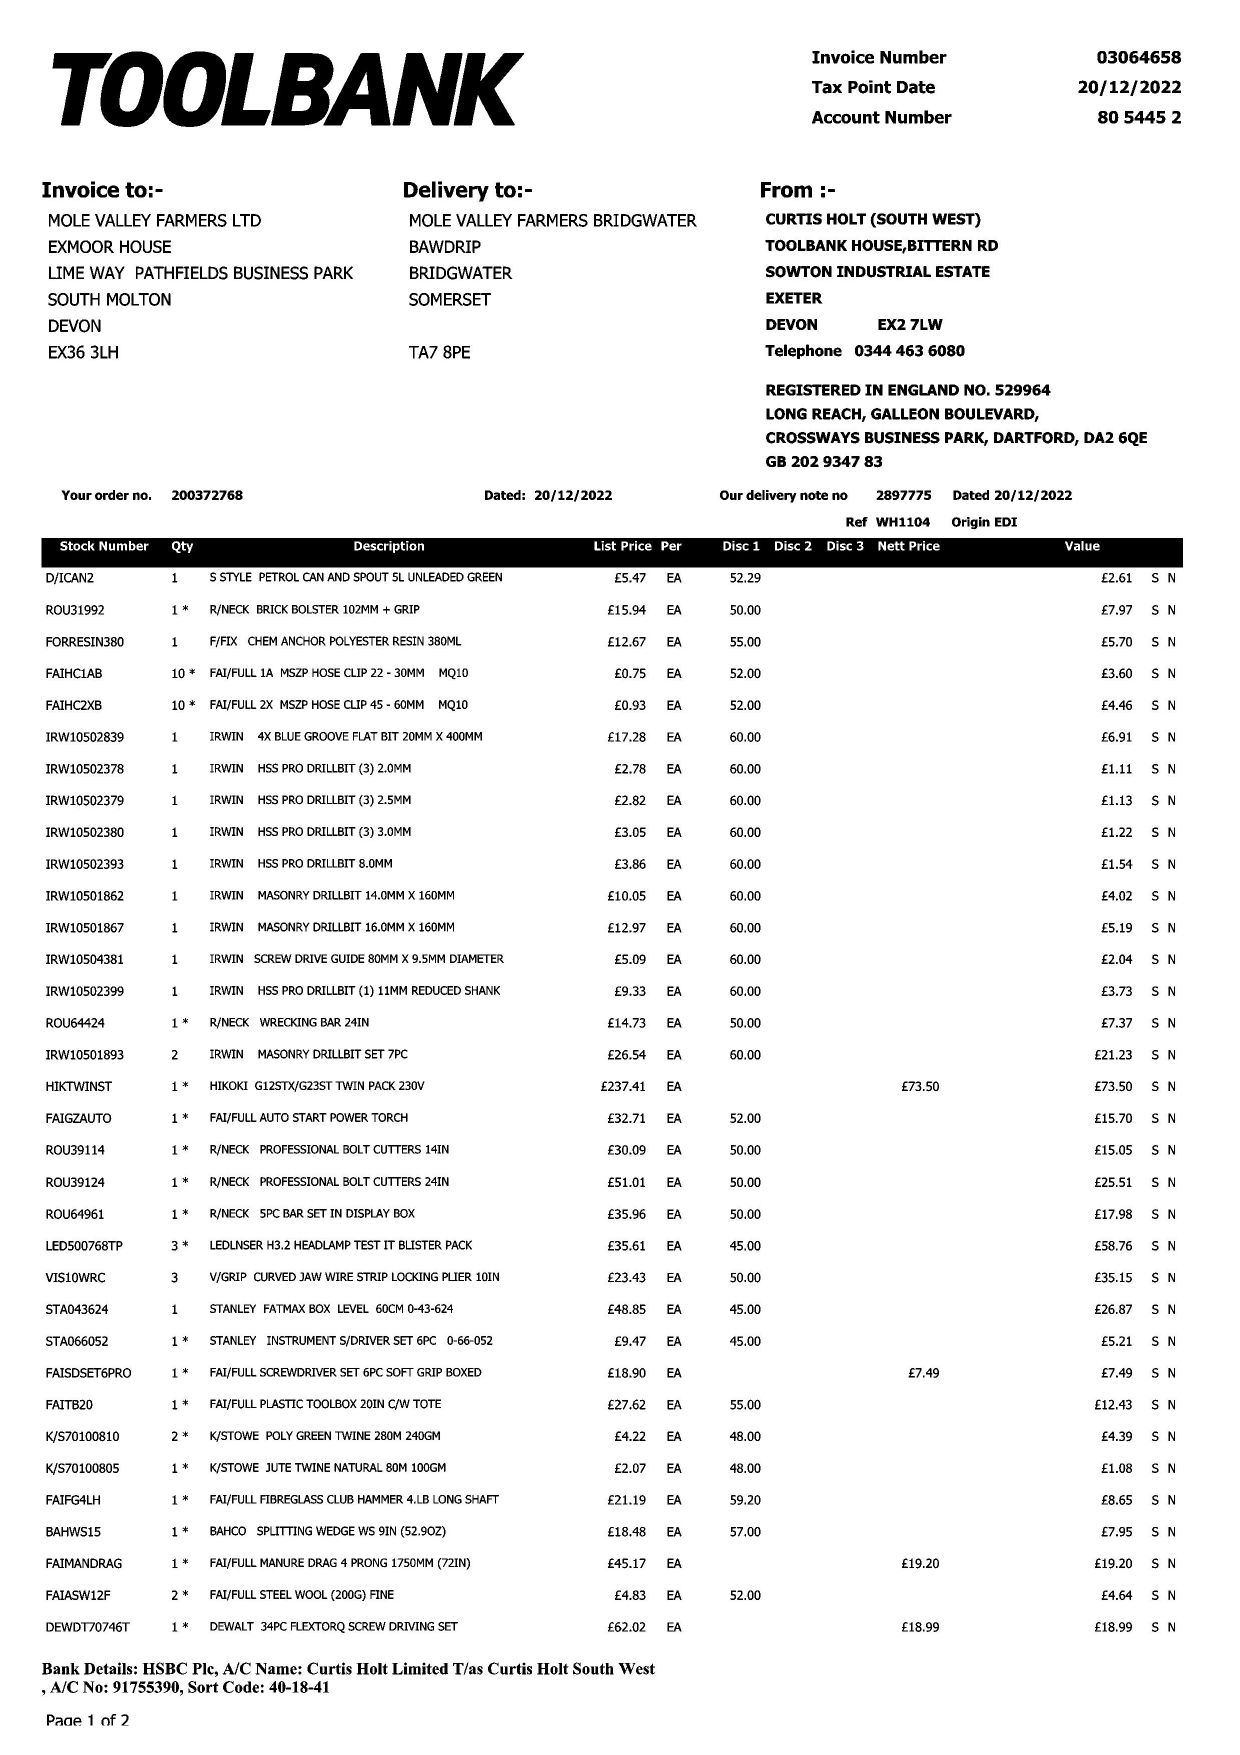 TOOLBANK
Invoice Number 03064658
Tax Point Date 20/12/2022
Account Number 80 5445 2
Invoice to:- Delivery to:- From :-
MOLE VALLEY FARMERS LTD MOLE VALLEY FARMERS BRIDGWATER CURTIS HOLT (SOUTH WEST)
EXMOOR HOUSE BAWDRIP TOOLBANK HOUSE,BITTERN RD
LIME WAY PATHFIELDS BUSINESS PARK BRIDGWATER SOWTON INDUSTRIAL ESTATE
SOUTH MOLTON SOMERSET EXETER
DEVON DEVON EX2 7LW
EX36 3LH TA7 8PE Telephone 0344 463 6080
REGISTERED IN ENGLAND NO. 529964
LONG REACH, GALLEON BOULEVARD,
CROSSWAYS BUSINESS PARK, DARTFORD, DA2 6QE
GB 202 9347 83
Your order no. 200372768 Dated: 20/12/2022 Our delivery note no 2897775 Dated 20/12/2022
Ref WH1104 Origin EDI
Stock Number Qty Description List Price Per Disc 1 Disc 2 Disc 3 Nett Price Value
D/ICAN2 1 S STYLE PETROL CAN AND SPOUT 5L UNLEADED GREEN £5.47 EA 52.29 £2.61 S N
ROU31992 1 * R/NECK BRICK BOLSTER 102MM + GRIP £15.94 EA 50.00 £7.97 S N
FORRESIN380 1 F/FIX CHEM ANCHOR POLYESTER RESIN 380ML £12.67 EA 55.00 £5.70 S N
FAIHC1AB 10 * FAI/FULL 1A MSZP HOSE CLIP 22 - 30MM MQ10 £0.75 EA 52.00 £3.60 S N
FAIHC2XB 10 * FAI/FULL 2X MSZP HOSE CLIP 45 - 60MM MQ10 £0.93 EA 52.00 £4.46 S N
IRW10502839 1 IRWIN 4X BLUE GROOVE FLAT BIT 20MM X 400MM £17.28 EA 60.00 £6.91 S N
IRW10502378 1 IRWIN HSS PRO DRILLBIT (3) 2.0MM £2.78 EA 60.00 £1.11 S N
IRW10502379 1 IRWIN HSS PRO DRILLBIT (3) 2.5MM £2.82 EA 60.00 £1.13 S N
IRW10502380 1 IRWIN HSS PRO DRILLBIT (3) 3.0MM £3.05 EA 60.00 £1.22 S N
IRW10502393 1 IRWIN HSS PRO DRILLBIT 8.0MM £3.86 EA 60.00 £1.54 S N
IRW10501862 1 IRWIN MASONRY DRILLBIT 14.0MM X 160MM £10.05 EA 60.00 £4.02 S N
IRW10501867 1 IRWIN MASONRY DRILLBIT 16.0MM X 160MM £12.97 EA 60.00 £5.19 S N
IRW10504381 1 IRWIN SCREW DRIVE GUIDE 80MM X 9.5MM DIAMETER £5.09 EA 60.00 £2.04 S N
IRW10502399 1 IRWIN HSS PRO DRILLBIT (1) 11MM REDUCED SHANK £9.33 EA 60.00 £3.73 S N
ROU64424 1 * R/NECK WRECKING BAR 24IN £14.73 EA 50.00 £7.37 S N
IRW10501893 2 IRWIN MASONRY DRILLBIT SET 7PC £26.54 EA 60.00 £21.23 S N
HIKTWINST 1 * HIKOKI G12STX/G23ST TWIN PACK 230V £237.41 EA £73.50 £73.50 S N
FAIGZAUTO 1 * FAI/FULL AUTO START POWER TORCH £32.71 EA 52.00 £15.70 S N
ROU39114 1 * R/NECK PROFESSIONAL BOLT CUTTERS 14IN £30.09 EA 50.00 £15.05 S N
ROU39124 1 * R/NECK PROFESSIONAL BOLT CUTTERS 24IN £51.01 EA 50.00 £25.51 S N
ROU64961 1 * R/NECK 5PC BAR SET IN DISPLAY BOX £35.96 EA 50.00 £17.98 S N
LED500768TP 3 * LEDLNSER H3.2 HEADLAMP TEST IT BLISTER PACK £35.61 EA 45.00 £58.76 S N
VIS10WRC 3 V/GRIP CURVED JAW WIRE STRIP LOCKING PLIER 10IN £23.43 EA 50.00 £35.15 S N
STA043624 1 STANLEY FATMAX BOX LEVEL 60CM 0-43-624 £48.85 EA 45.00 £26.87 S N
STA066052 1 * STANLEY INSTRUMENT S/DRIVER SET 6PC 0-66-052 £9.47 EA 45.00 £5.21 S N
FAISDSET6PRO 1 * FAI/FULL SCREWDRIVER SET 6PC SOFT GRIP BOXED £18.90 EA £7.49 £7.49 S N
FAITB20 1 * FAI/FULL PLASTIC TOOLBOX 20IN C/W TOTE £27.62 EA 55.00 £12.43 S N
K/S70100810 2 * K/STOWE POLY GREEN TWINE 280M 240GM £4.22 EA 48.00 £4.39 S N
K/S70100805 1 * K/STOWE JUTE TWINE NATURAL 80M 100GM £2.07 EA 48.00 £1.08 S N
FAIFG4LH 1 * FAI/FULL FIBREGLASS CLUB HAMMER 4.LB LONG SHAFT £21.19 EA 59.20 £8.65 S N
BAHWS15 1 * BAHCO SPLITTING WEDGE WS 9IN (52.9OZ) £18.48 EA 57.00 £7.95 S N
FAIMANDRAG 1 * FAI/FULL MANURE DRAG 4 PRONG 1750MM (72IN) £45.17 EA £19.20 £19.20 S N
FAIASW12F 2 * FAI/FULL STEEL WOOL (200G) FINE £4.83 EA 52.00 £4.64 S N
DEWDT70746T 1 * DEWALT 34PC FLEXTORQ SCREW DRIVING SET £62.02 EA £18.99 £18.99 S N
Bank Details: HSBC Plc, A/C Name: Curtis Holt Limited T/as Curtis Holt South West
, A/C No: 91755390, Sort Code: 40-18-41
Page 1 of 2